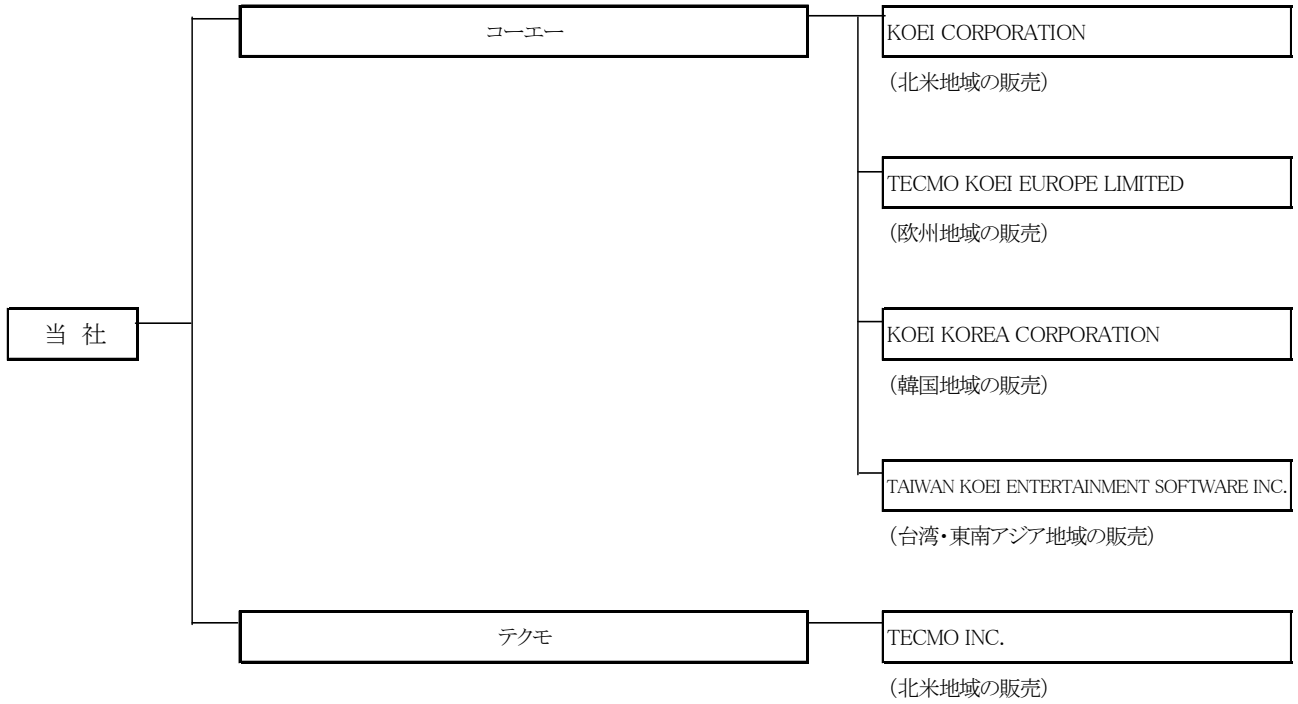 コーエー
KOEI CORPORATION
(北米地域の販売)
TECMO KOEI EUROPE LIMITED
(欧州地域の販売)
当 社
KOEI KOREA CORPORATION
(韓国地域の販売)
TAIWAN KOEI ENTERTAINMENT SOFTWARE INC.
(台湾・東南アジア地域の販売)
テクモ
TECMO INC.
(北米地域の販売)